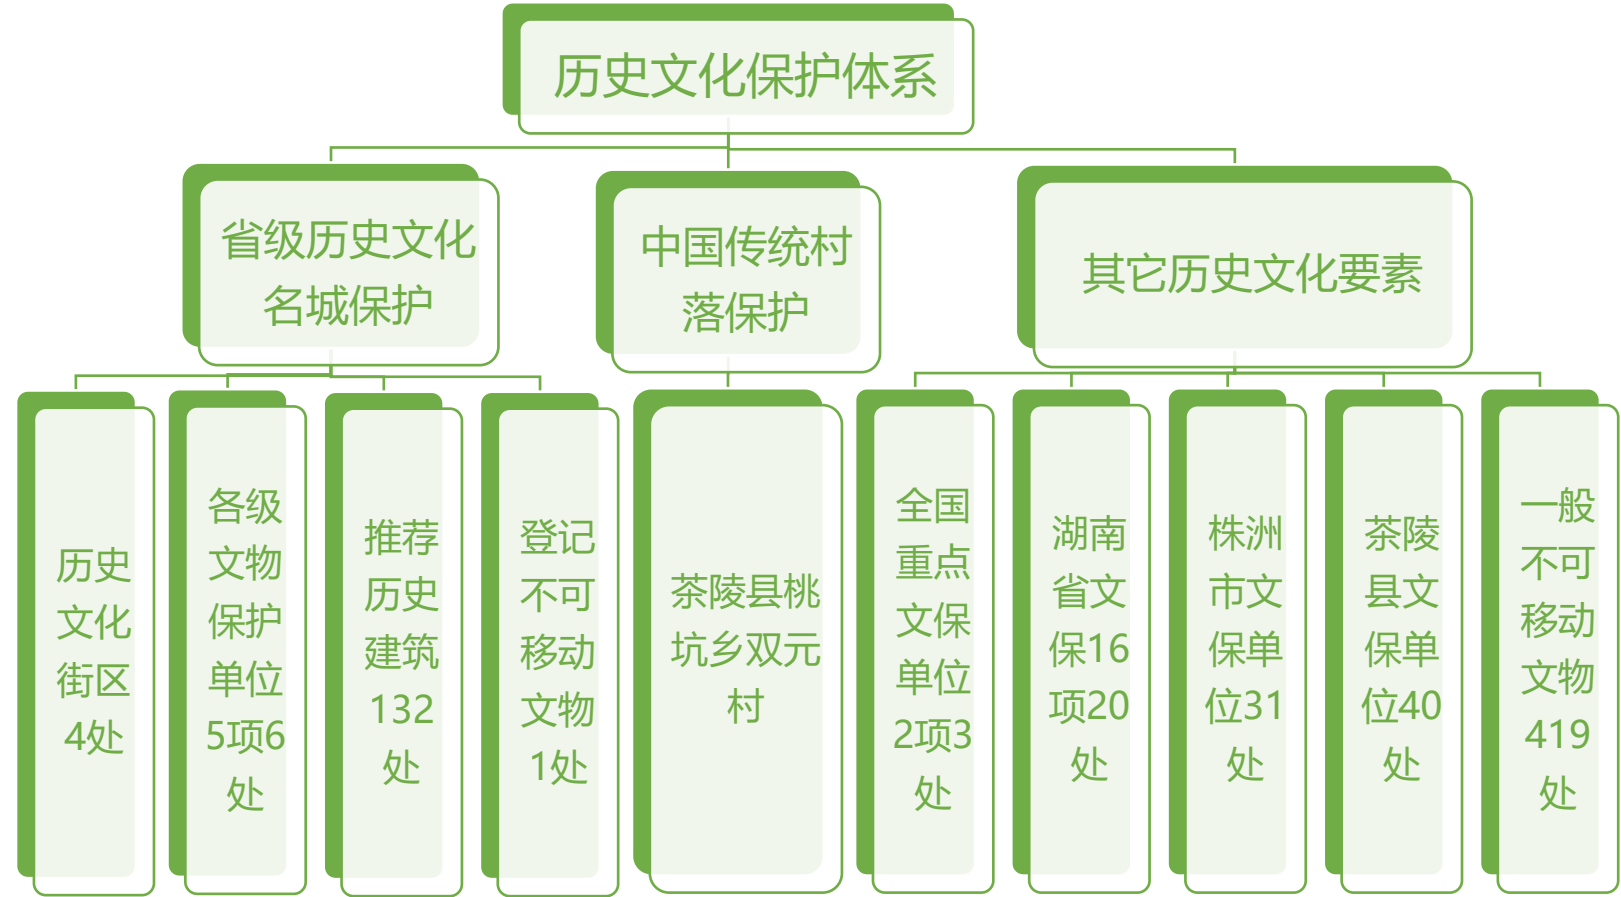 历史文化保护体系
省级历史文化
名城保护
中国传统村
落保护
其它历史文化要素
历史
文化
街区
4处
各级
文物
保护
单位
5项6
处
推荐
历史
建筑
132
处
登记
不可
移动
文物
1处
茶陵县桃
坑乡双元
村
全国
重点
文保
单位
2项3
处
湖南
省文
保16
项20
处
株洲
市文
保单
位31
处
茶陵
县文
保单
位40
处
一般
不可
移动
文物
419
处